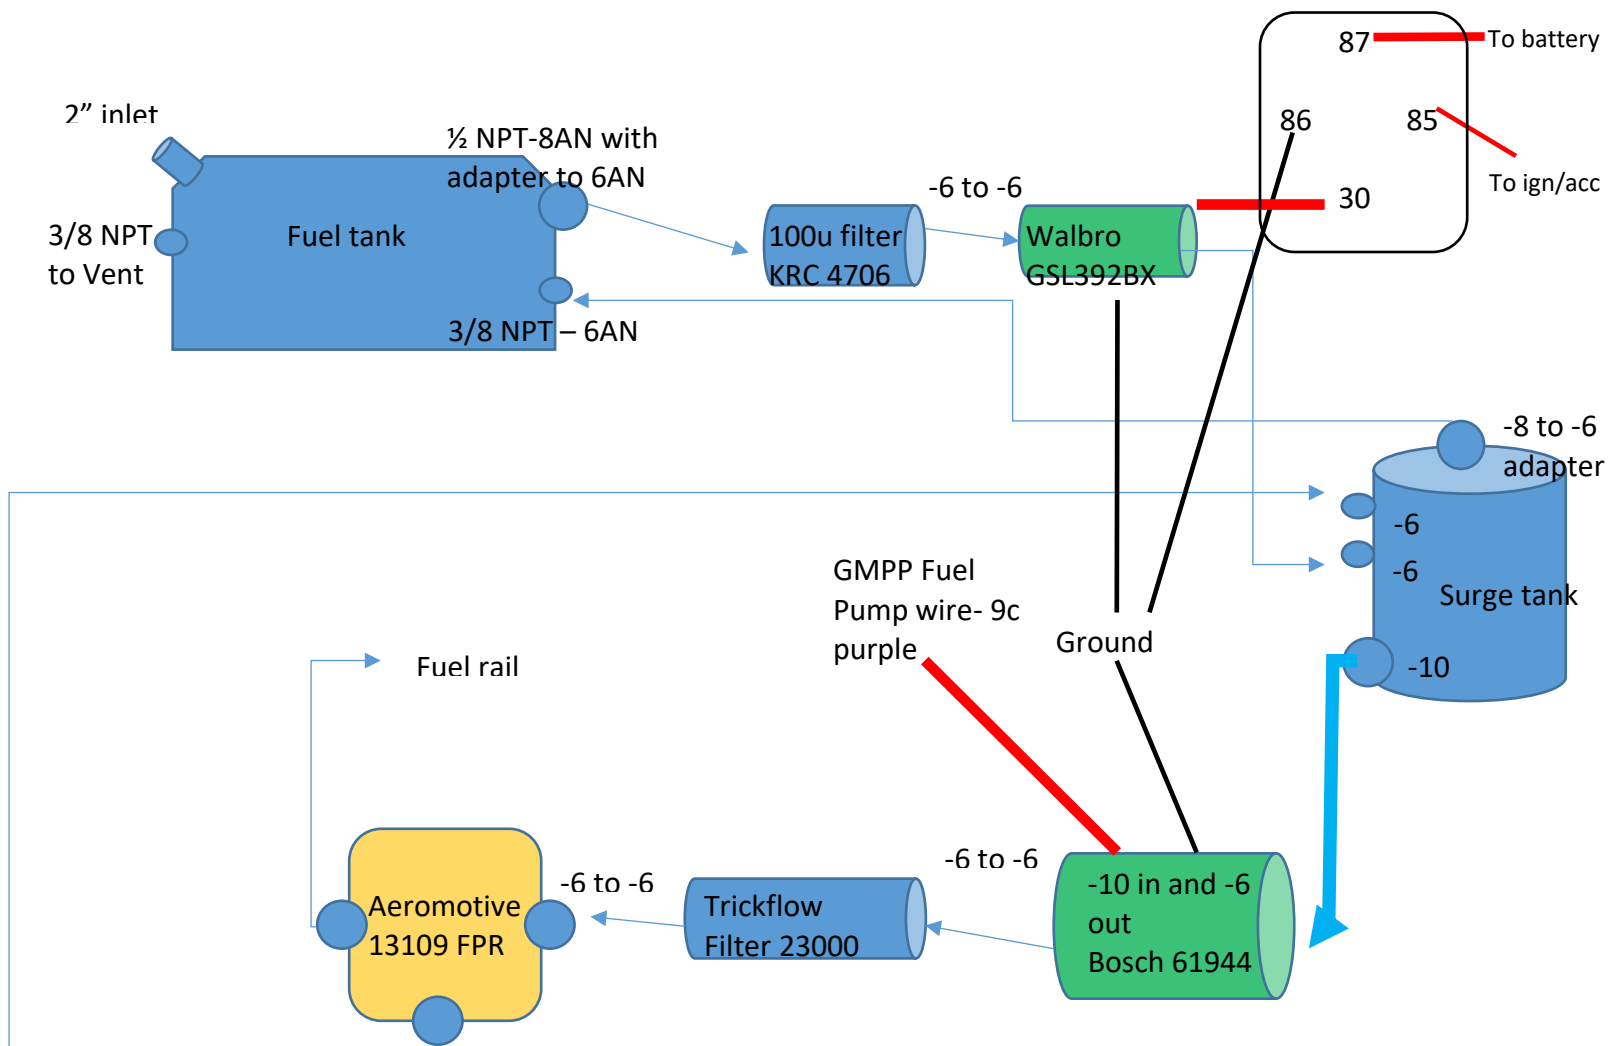 87
To battery
2” inlet
½ NPT-8AN with
adapter to 6AN
86
85
-6 to -6
To ign/acc
30
3/8 NPT
to Vent
Fuel tank
100u filter
KRC 4706
Walbro
GSL392BX
3/8 NPT – 6AN
-8 to -6
adapter
-6
-6
Surge tank
GMPP Fuel
Pump wire- 9c
purple
Ground
Fuel rail
-10
-6 to -6
-6 to -6
Aeromotive
13109 FPR
Trickflow
Filter 23000
-10 in and -6
out
Bosch 61944